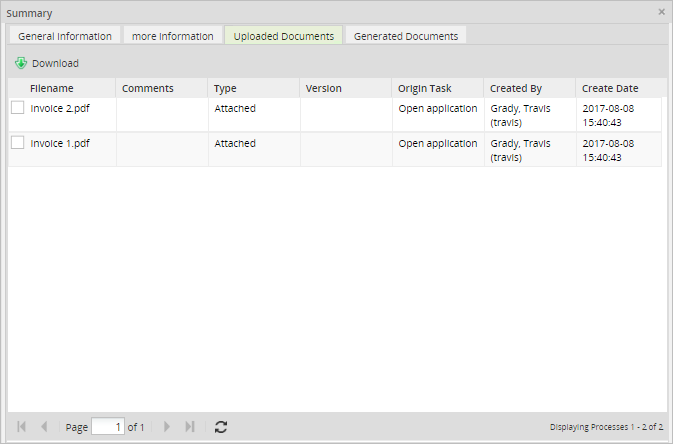 Summary
General Information more Information Uploaded Documents Generated Documents
Download
Filename Comments Type Version Origin Task Created By Create Date
Invoice 2.pdf Attached Open application Grady, Travis 2017-08-08
(travis) 15:40:43
Invoice 1.pdf Attached Open application Grady, Travis 2017-08-08
(travis) 15:40:43
Page 1 of 1 Displaying Processes 1 - 2 of 2